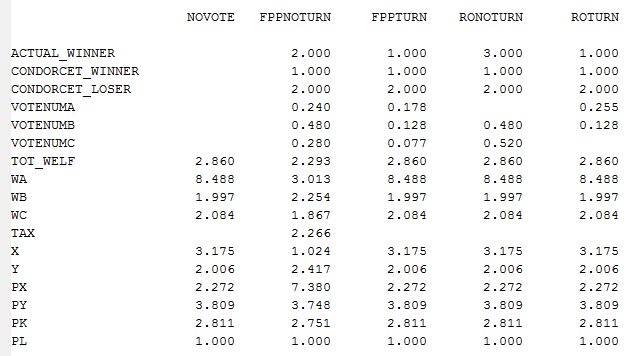 NOVOTE FPPNOTURN FPPTURN RONOTURN ROTURN
ACTUAL_WINNER 2.000 1.000 3.000 1.000
CONDORCET_WINNER 1.000 1.000 1.000 1.000
CONDORCET_LOSER 2.000 2.000 2.000 2.000
VOTENUMA 0.240 0.178 0.255
VOTENUMB 0.480 0.128 0.480 0.128
VOTENUMC 0.280 0.077 0.520
TOT_WELF 2.860 2.293 2.860 2.860 2.860
WA 8.488 3.013 8.488 8.488 8.488
WB 1.997 2.254 1.997 1.997 1.997
WC 2.084 1.867 2.084 2.084 2.084
TAX 2.266
X 3.175 1.024 3.175 3.175 3.175
Y 2.006 2.417 2.006 2.006 2.006
PX 2.272 7.380 2.272 2.272 2.272
PY 3.809 3.748 3.809 3.809 3.809
PK 2.811 2.751 2.811 2.811 2.811
PL 1.000 1.000 1.000 1.000 1.000